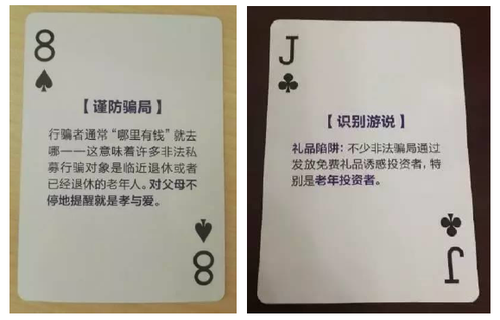 8
【谨防骗局】
行骗者通常“哪里有钱”就去
哪——这意味着许多非法私
募行骗对象是临近退休或者
已经退休的老年人。对父母不
停地提醒就是孝与爱。
8
J
【识别游说】
礼品陷阱：不少非法骗局通过
发放免费礼品诱惑投资者，特
别是老年投资者。
J